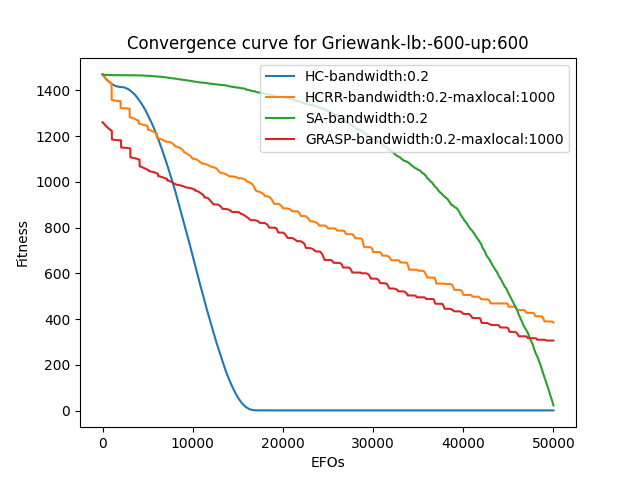 Convergence curve for Griewank-lb:-600-up:600
HC-bandwidth:0.2
HCRR-bandwidth:0.2-maxlocal:1000
SA-bandwidth:0.2
GRASP-bandwidth:0.2-maxlocal:1000
Fitness
1400
1200
1000
800
600
400
200
0
0 10000 20000 30000 40000 50000
EFOs